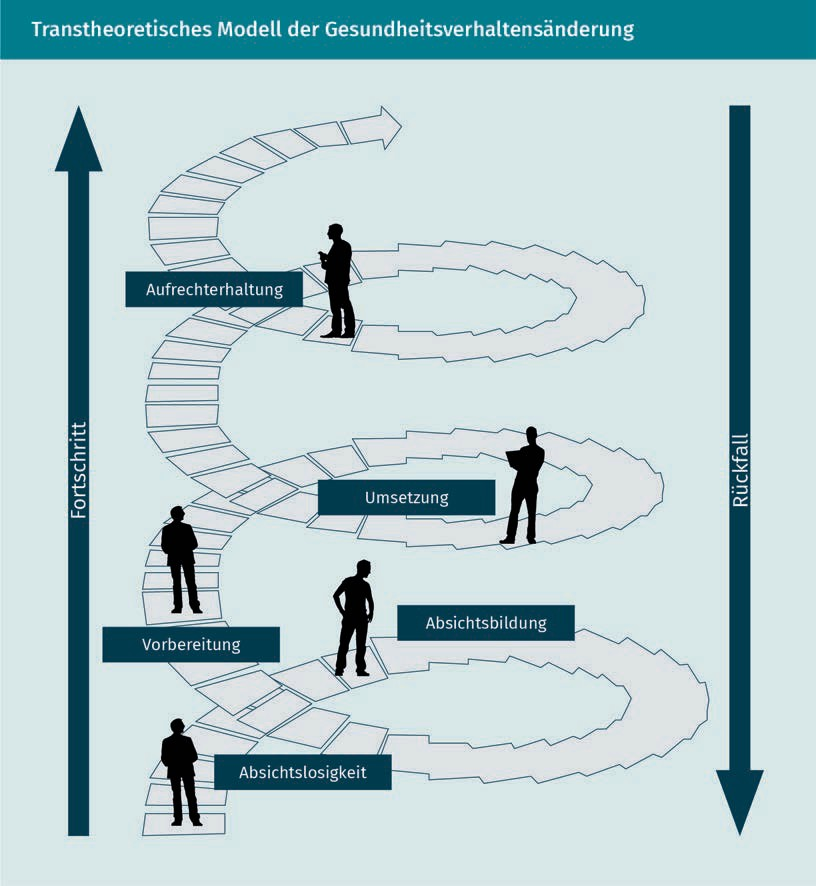 Transtheoretisches Modell der Gesundheitsverhaltensänderung
Aufrechterhaltung
Fortschritt
Rückfall
Umsetzung
Absichtsbildung
Vorbereitung
Absichtslosigkeit